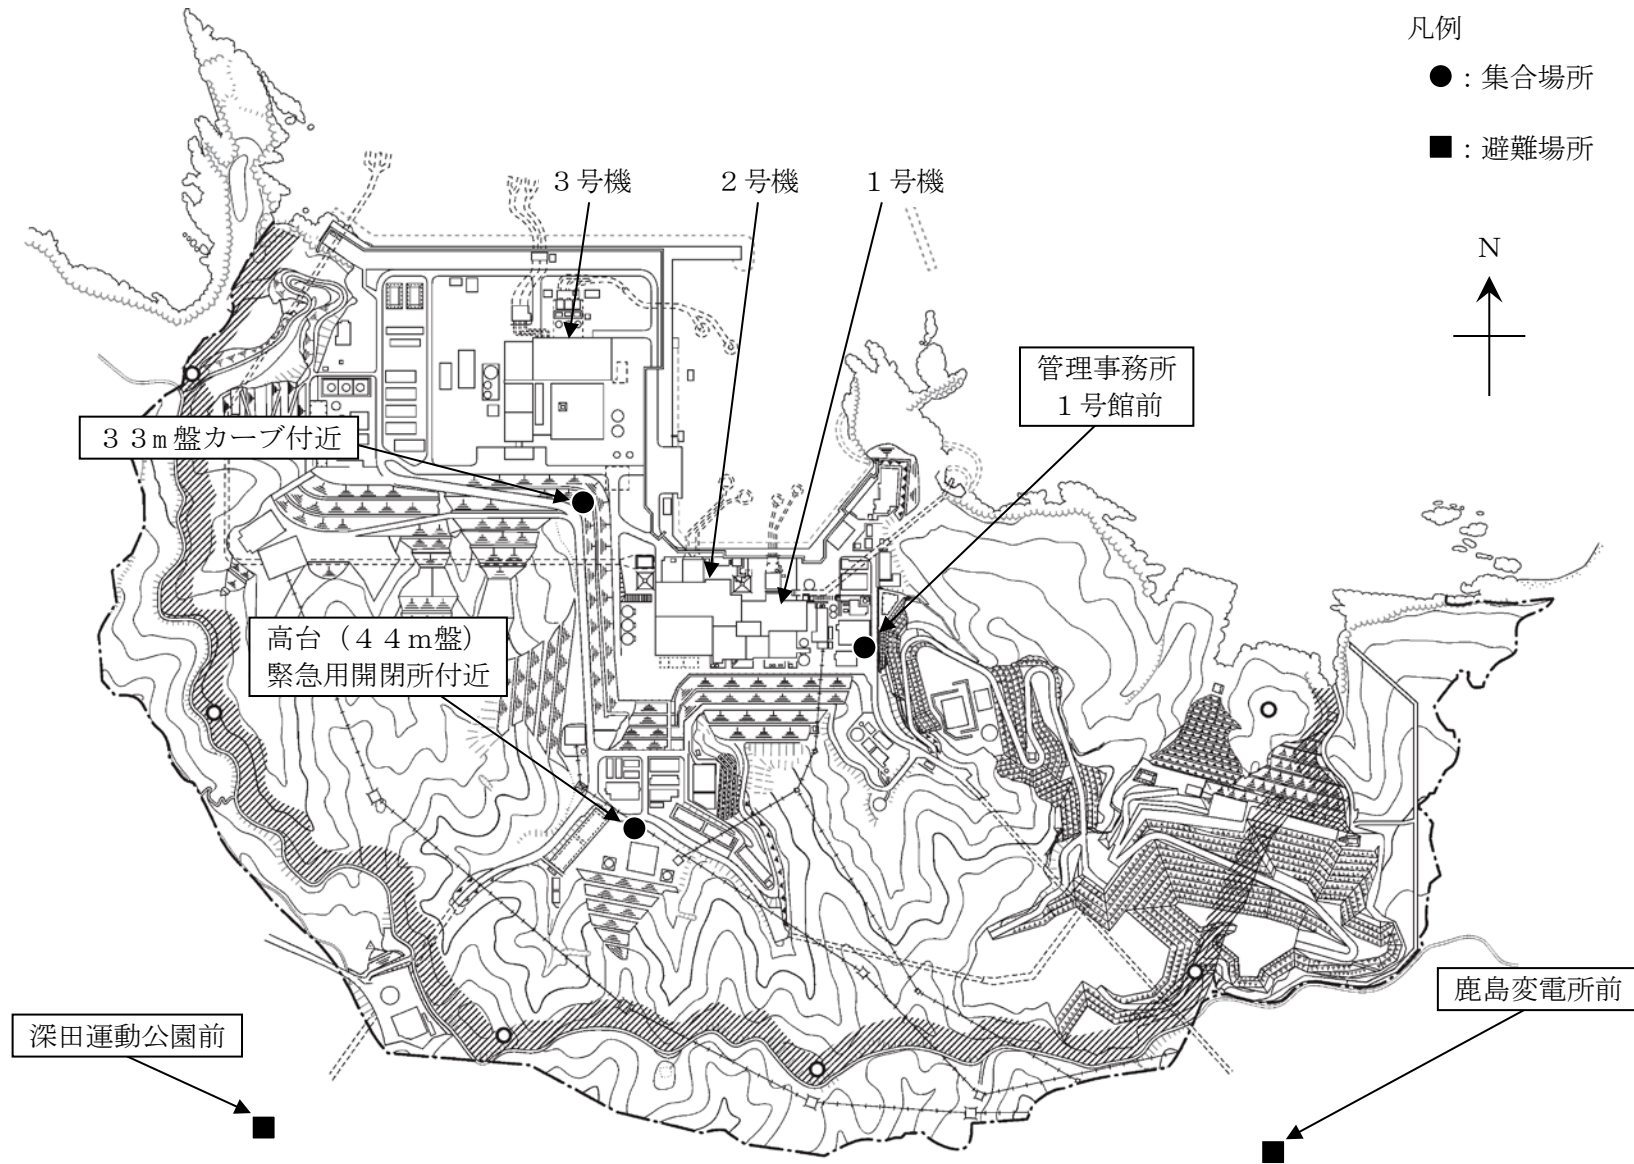 凡例
●：集合場所
■：避難場所
３号機
２号機
１号機
N
管理事務所
１号館前
３３m盤カーブ付近
高台（４４m盤）
緊急用開閉所付近
深田運動公園前
鹿島変電所前